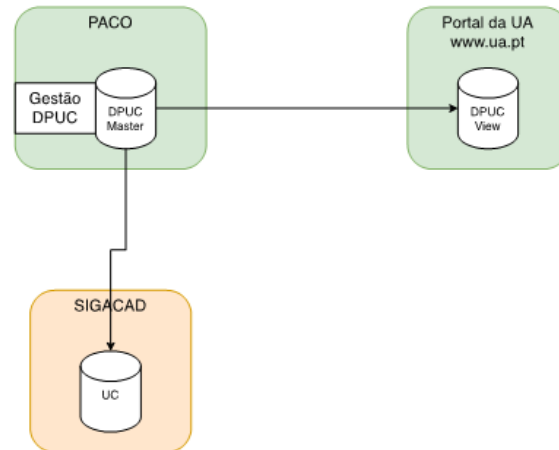 PACO
Gestão
DPUC
DPUC
Master
Portal da UA
www.ua.pt
DPUC
View
SIGACAD
UC